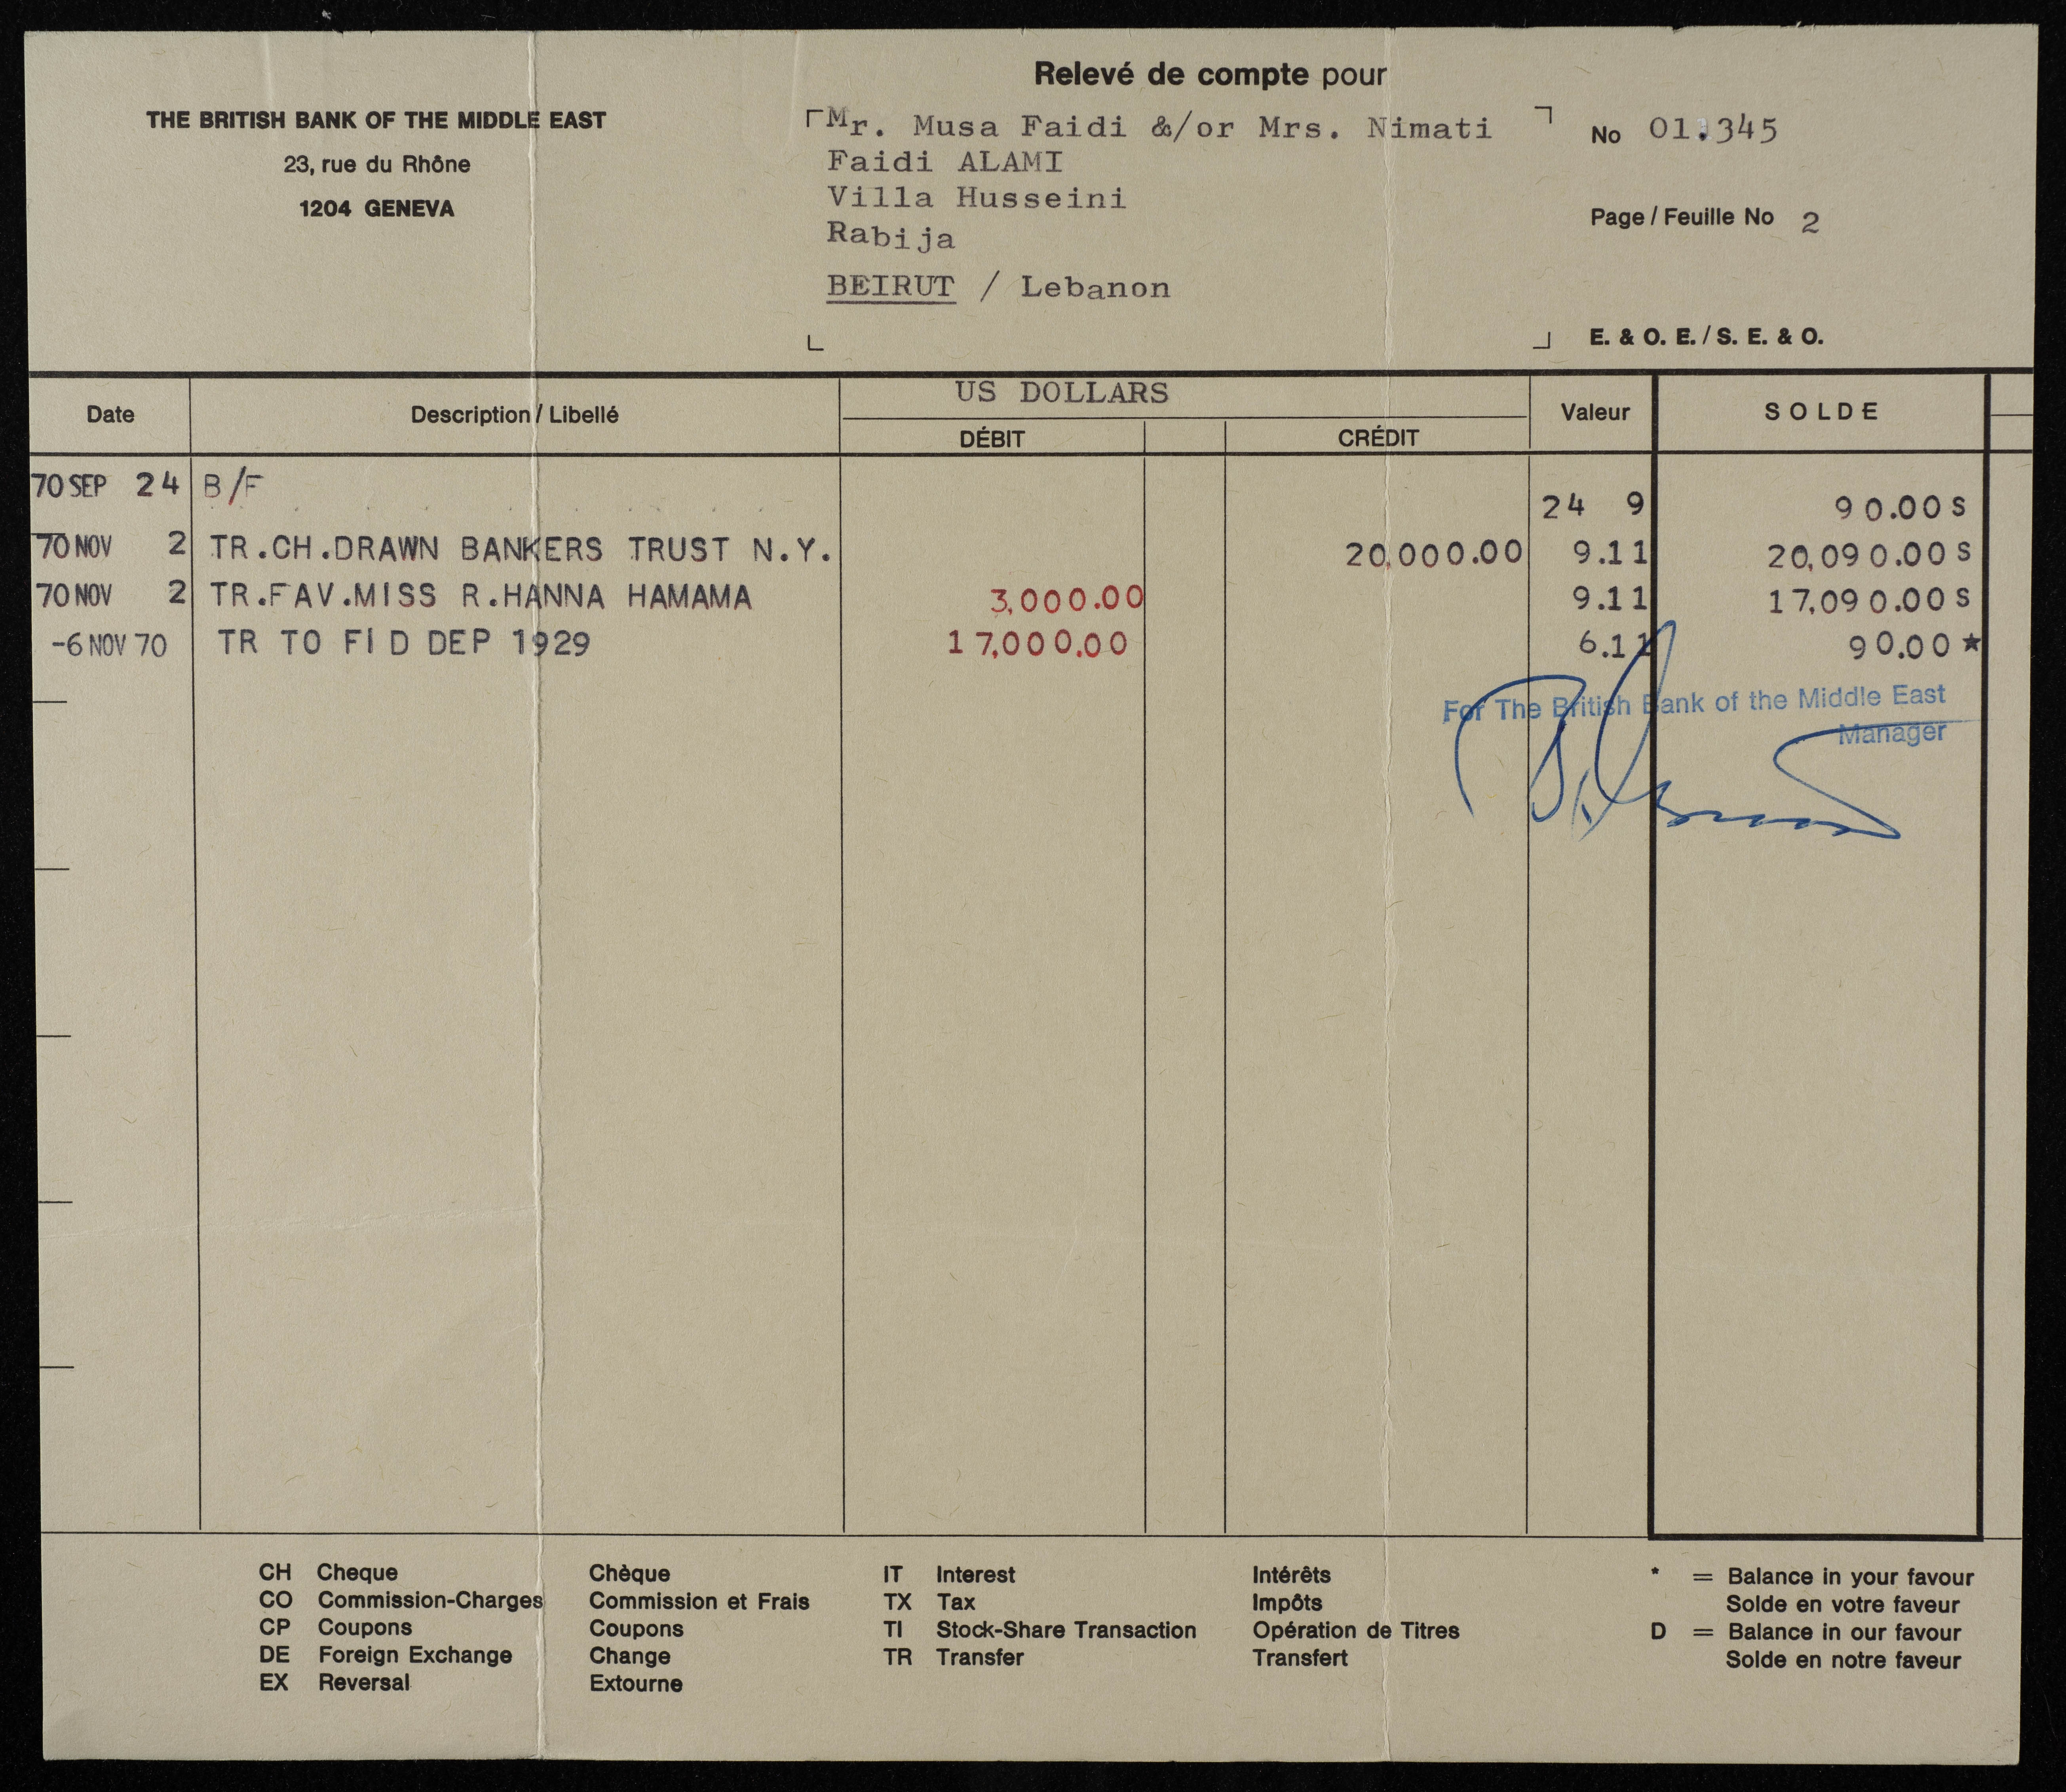 Relevé de compte pour
THE BRITISH BANK OF THE MIDDLE EAST
23, rue du Rhône
1204 GENEVA
Mr. Musa Faidi &/or Mrs. Nimati
Faidi ALAMI
Villa Husseini
Rabija
BEIRUT / Lebanon
No 01.345
Page / Feuille No 2
E. & O. E. / S. E. & O.
US DOLLARS
Date Description / Libellé DÉBIT CRÉDIT Valeur SOLDE
70 SEP 24 B/F 24 9 90.00 S
70 NOV 2 TR.CH.DRAWN BANKERS TRUST N.Y. 20,000.00 9.11 20,090.00 S
70 NOV 2 TR.FAV.MISS R.HANNA HAMAMA 3,000.00 9.11 17,090.00 S
-6 NOV 70 TR TO FI D DEP 1929 17,000.00 6.11 90.00 ★
For The British Bank of the Middle East
Manager
CH Cheque Chèque IT Interest Intérêts * = Balance in your favour
CO Commission-Charges Commission et Frais TX Tax Impôts Solde en votre faveur
CP Coupons Coupons TI Stock-Share Transaction Opération de Titres D = Balance in our favour
DE Foreign Exchange Change TR Transfer Transfert Solde en notre faveur
EX Reversal Extourne